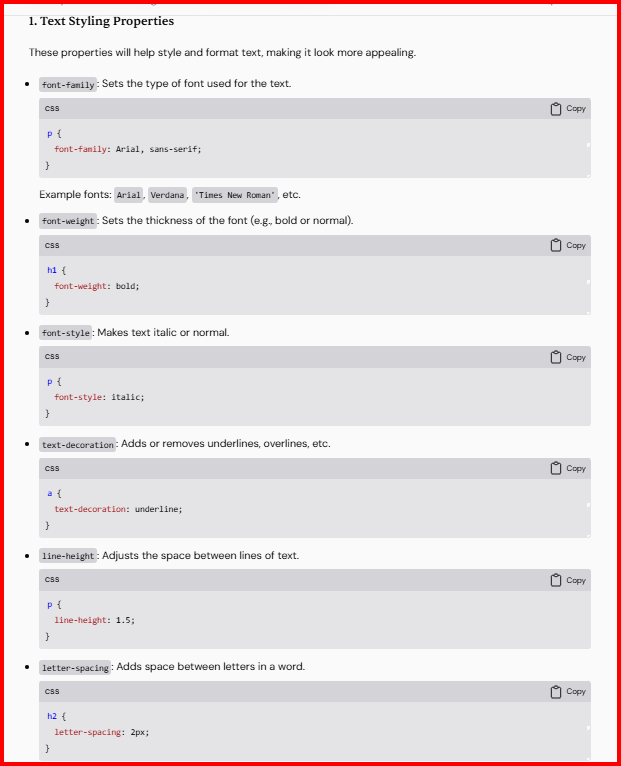 1. Text Styling Properties
These properties will help style and format text, making it look more appealing.
font-family: Sets the type of font used for the text.
css Copy
p {
font-family: Arial, sans-serif;
}
Example fonts: Arial, Verdana, 'Times New Roman', etc.
font-weight: Sets the thickness of the font (e.g., bold or normal).
css Copy
h1 {
font-weight: bold;
}
font-style: Makes text italic or normal.
css Copy
p {
font-style: italic;
}
text-decoration: Adds or removes underlines, overlines, etc.
css Copy
a {
text-decoration: underline;
}
line-height: Adjusts the space between lines of text.
css Copy
p {
line-height: 1.5;
}
letter-spacing: Adds space between letters in a word.
css Copy
h2 {
letter-spacing: 2px;
}